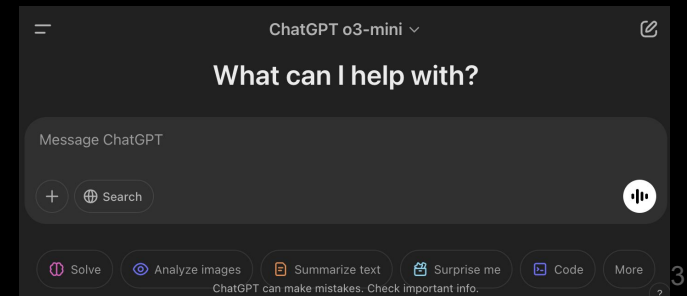 ChatGPT o3-mini
What can I help with?
Message ChatGPT
Search
Solve Analyze images Summarize text Surprise me Code More
3
ChatGPT can make mistakes. Check important info.
?